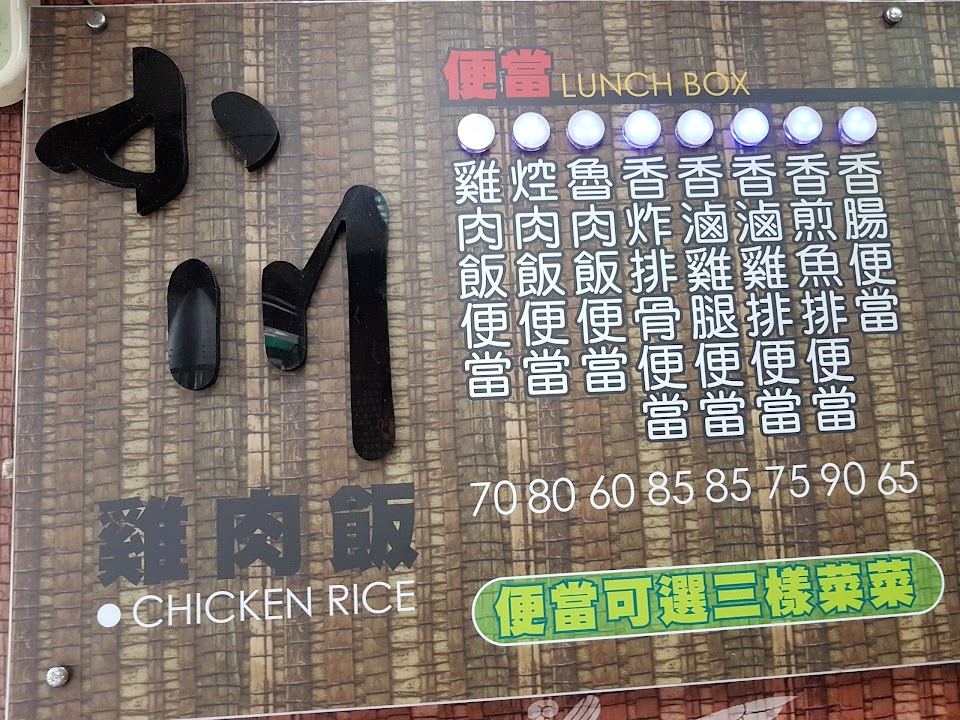 小川
雞肉飯
CHICKEN RICE
便當 LUNCH BOX
雞肉飯便當
焢肉飯便當
魯肉飯便當
香炸排骨便當
香滷雞腿便當
香滷雞排便當
香煎魚排便當
香腸便當
70 80 60 85 85 75 90 65
便當可選三樣菜菜